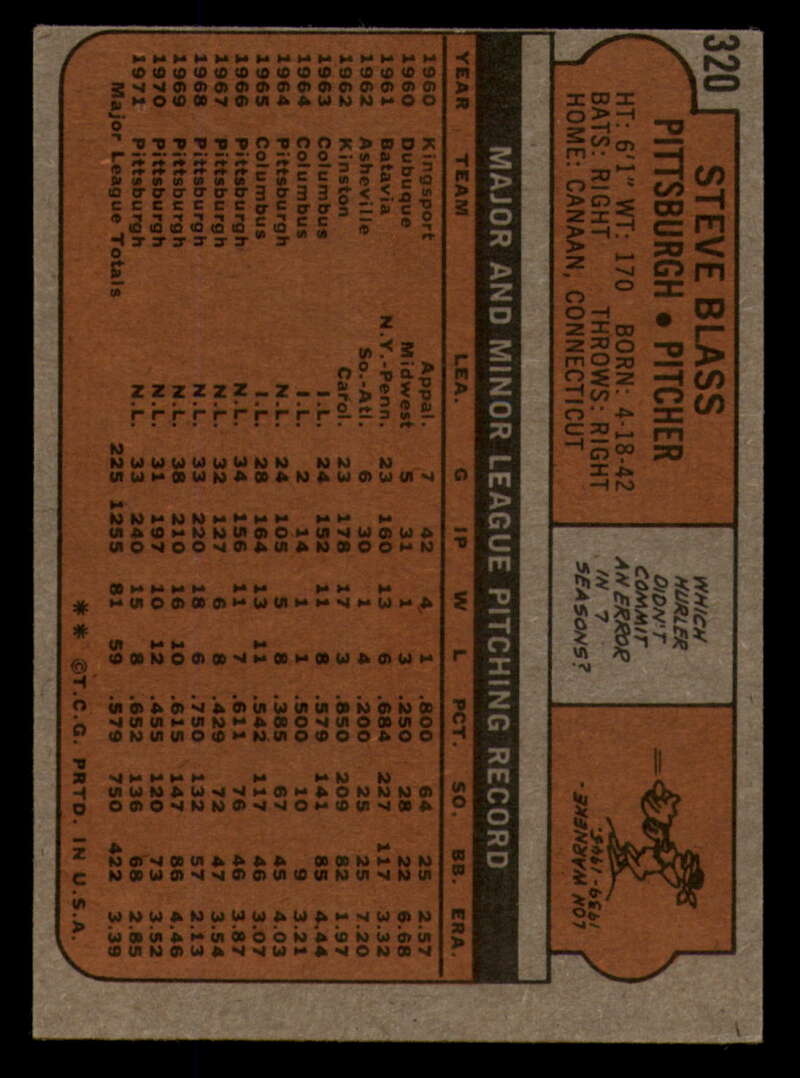 320
STEVE BLASS
PITTSBURGH • PITCHER
HT: 6'1" WT: 170 BORN: 4-18-42
BATS: RIGHT THROWS: RIGHT
HOME: CANAAN, CONNECTICUT
WHICH
HURLER
DIDN'T
COMMIT
AN ERROR
IN 7
SEASONS?
LON WARNEKE-
1939-1945.
MAJOR AND MINOR LEAGUE PITCHING RECORD
YEAR TEAM LEA. G IP W L PCT. SO. BB. ERA.
1960 Kingsport Appal. 7 42 4 1 .800 64 25 2.57
1960 Dubuque Midwest 5 31 1 3 .250 28 22 6.68
1961 Batavia N.Y.-Penn. 23 160 13 6 .684 227 117 3.32
1962 Asheville So.-Atl. 6 30 1 4 .200 25 25 7.20
1962 Kinston Carol. 23 178 17 3 .850 209 82 1.97
1963 Columbus I.L. 24 152 11 8 .579 141 85 4.44
1964 Columbus I.L. 2 14 1 1 .500 10 9 3.21
1964 Pittsburgh N.L. 24 105 5 8 .385 67 45 4.03
1965 Columbus I.L. 28 164 13 11 .542 117 46 3.07
1966 Pittsburgh N.L. 34 156 11 7 .611 76 46 3.87
1967 Pittsburgh N.L. 32 127 6 8 .429 72 47 3.54
1968 Pittsburgh N.L. 33 220 18 6 .750 132 57 2.13
1969 Pittsburgh N.L. 38 210 16 10 .615 147 86 4.46
1970 Pittsburgh N.L. 31 197 10 12 .455 120 73 3.52
1971 Pittsburgh N.L. 33 240 15 8 .652 136 68 2.85
Major League Totals 225 1255 81 59 .579 750 422 3.39
** ©T.C.G. PRTD. IN U.S.A.